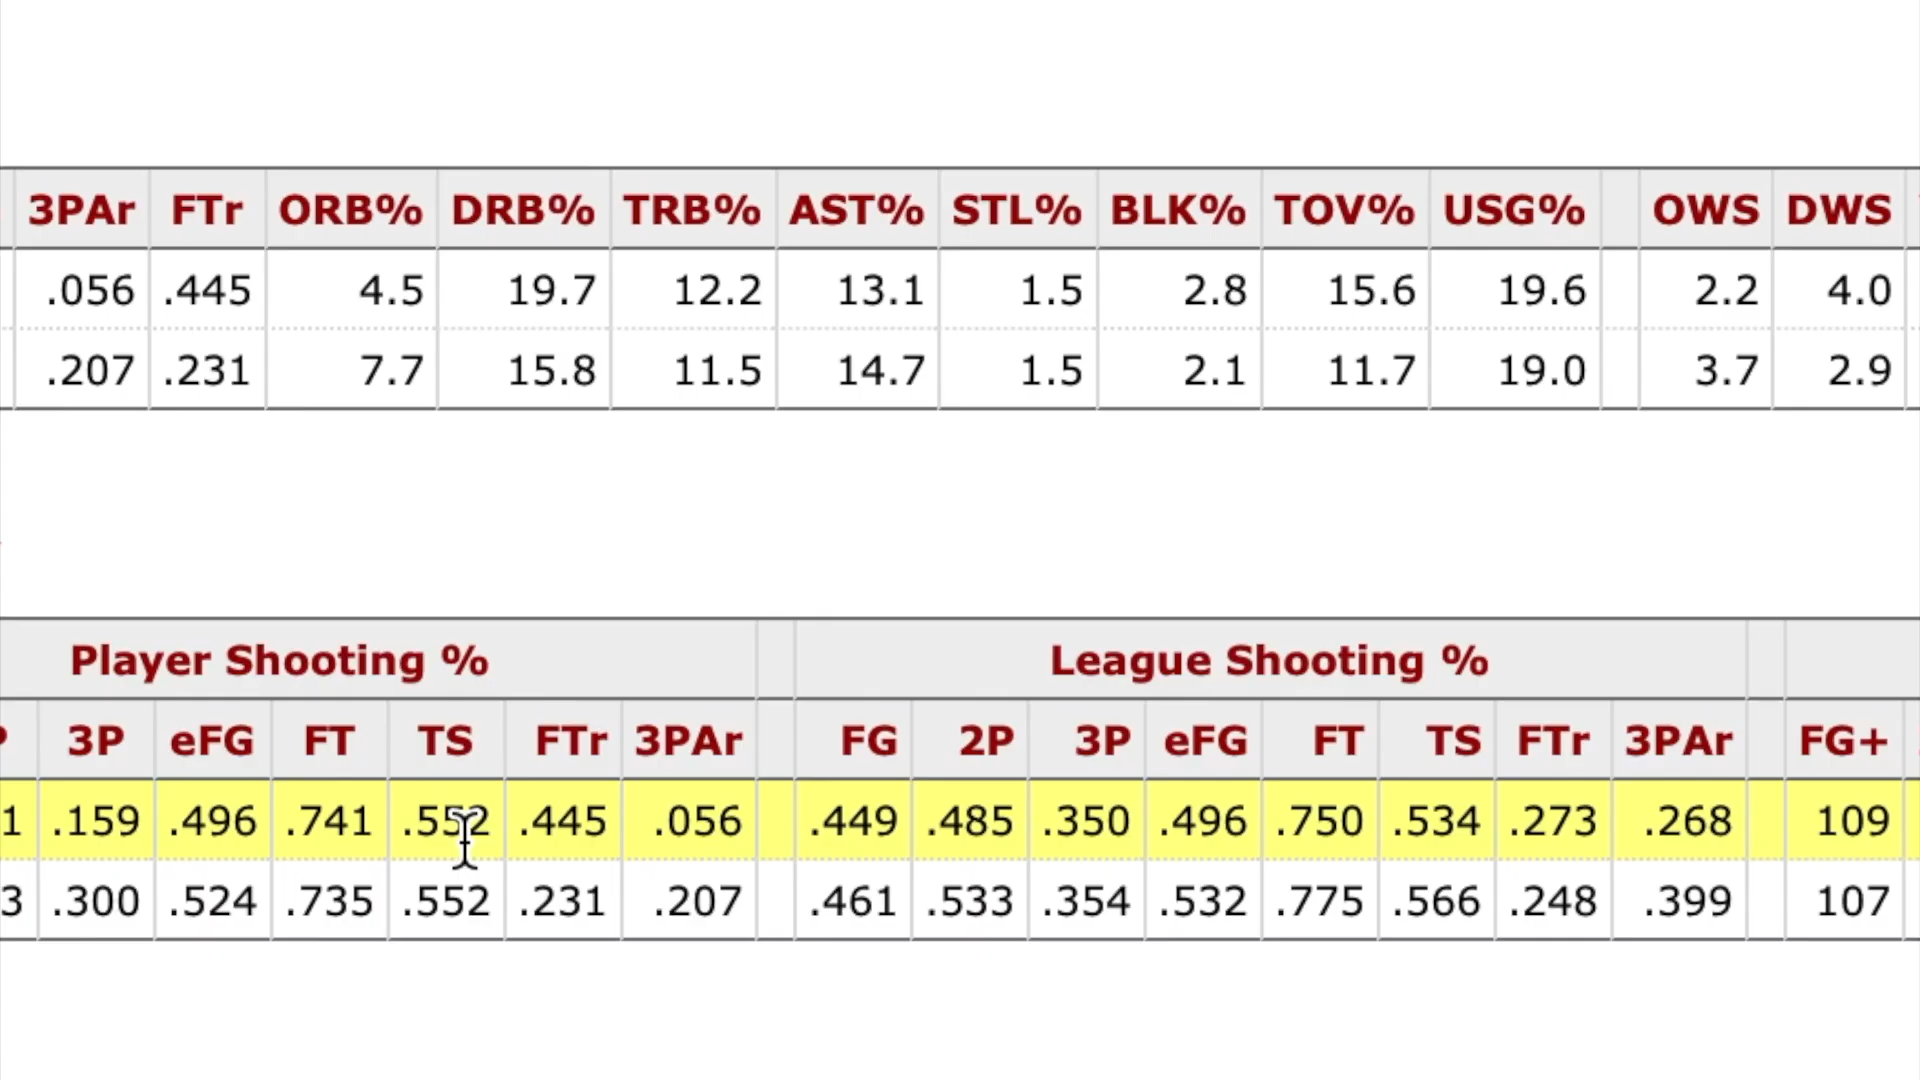 3PAr FTr ORB% DRB% TRB% AST% STL% BLK% TOV% USG% OWS DWS
.056 .445 4.5 19.7 12.2 13.1 1.5 2.8 15.6 19.6 2.2 4.0
.207 .231 7.7 15.8 11.5 14.7 1.5 2.1 11.7 19.0 3.7 2.9
Player Shooting % League Shooting %
3P eFG FT TS FTr 3PAr FG 2P 3P eFG FT TS FTr 3PAr FG+
1 .159 .496 .741 .552 .445 .056 .449 .485 .350 .496 .750 .534 .273 .268 109
3 .300 .524 .735 .552 .231 .207 .461 .533 .354 .532 .775 .566 .248 .399 107